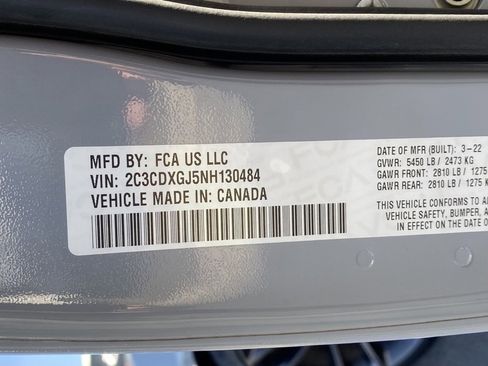 MFD BY: FCA US LLC
VIN: 2C3CDXGJ5NH130484
VEHICLE MADE IN: CANADA
DATE OF MFR (BUILT): 3-22
GVWR: 5450 LB / 2473 KG
GAWR FRONT: 2810 LB / 1275
GAWR REAR: 2810 LB / 1275 K
THIS VEHICLE CONFORMS TO
VEHICLE SAFETY, BUMPER, A
EFFECT ON THE DATE O